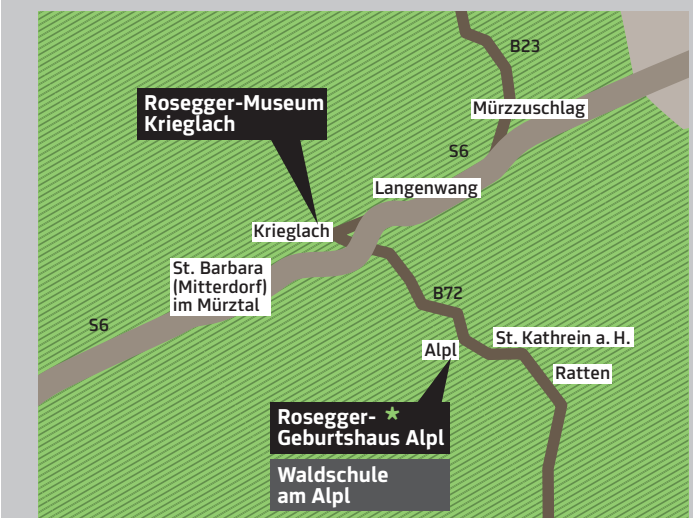 B23
Rosegger-Museum
Krieglach
Mürzzuschlag
S6
Langenwang
Krieglach
St. Barbara
(Mitterdorf)
im Mürztal
B72
S6
St. Kathrein a. H.
Alpl
Ratten
Rosegger- *
Geburtshaus Alpl
Waldschule
am Alpl